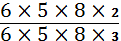 6 × 5 × 8 × 2
6 × 5 × 8 × 3